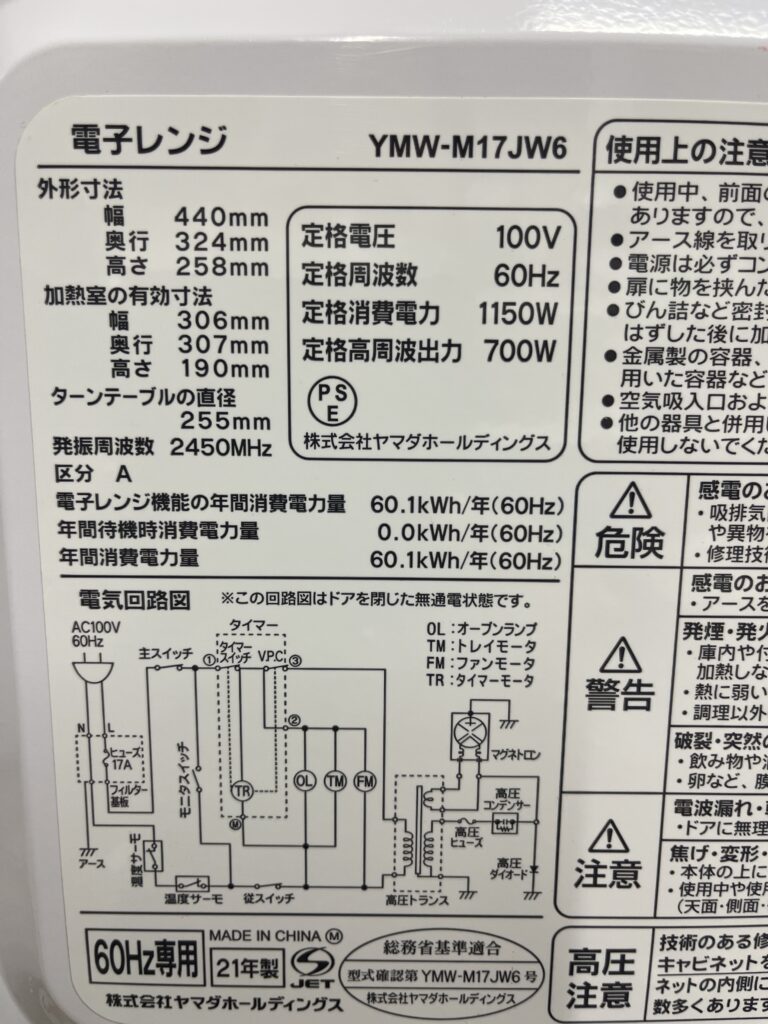 電子レンジ YMW-M17JW6
外形寸法
幅 440mm
奥行 324mm
高さ 258mm
加熱室の有効寸法
幅 306mm
奥行 307mm
高さ 190mm
ターンテーブルの直径
255mm
発振周波数 2450MHz
区分 A
定格電圧 100V
定格周波数 60Hz
定格消費電力 1150W
定格高周波出力 700W
PS
E
株式会社ヤマダホールディングス
電子レンジ機能の年間消費電力量 60.1kWh/年(60Hz)
年間待機時消費電力量 0.0kWh/年(60Hz)
年間消費電力量 60.1kWh/年(60Hz)
電気回路図 ※この回路図はドアを閉じた無通電状態です。
AC100V
60Hz
主スイッチ
タイマー
タイマー
スイッチ
V.P.C
① ③
②
OL:オーブンランプ
TM:トレイモータ
FM:ファンモータ
TR:タイマーモータ
N L
ヒューズ
17A
フィルター
基板
モニタスイッチ
TR
OL
TM
FM
Ⓜ
マグネトロン
高圧
コンデンサー
高圧
ヒューズ
高圧
ダイオード
アース
温度サーモ
温度サーモ
従スイッチ
高圧トランス
60Hz専用
MADE IN CHINA Ⓜ
21年製
S
JET
株式会社ヤマダホールディングス
総務省基準適合
型式確認第 YMW-M17JW6 号
株式会社ヤマダホールディングス
使用上の注意
●使用中、前面の
ありますので、
●アース線を取り
●電源は必ずコン
●扉に物を挟んだ
●びん詰など密封
はずした後に加
●金属製の容器、
用いた容器など
●空気吸入口およ
●他の器具と併用
使用しないでくだ
危険
感電のお
・吸排気
や異物
・修理技術
警告
感電のお
・アースを
発煙・発火
・庫内や付
加熱しな
・熱に弱い
・調理以外
破裂・突然の
・飲み物や
・卵など、膜
注意
電波漏れ・
・ドアに無理
焦げ・変形・
・本体の上に
・使用中や使用
(天面・側面・
高圧
注意
技術のある修
キャビネットを
ネットの内側に
数多くあります